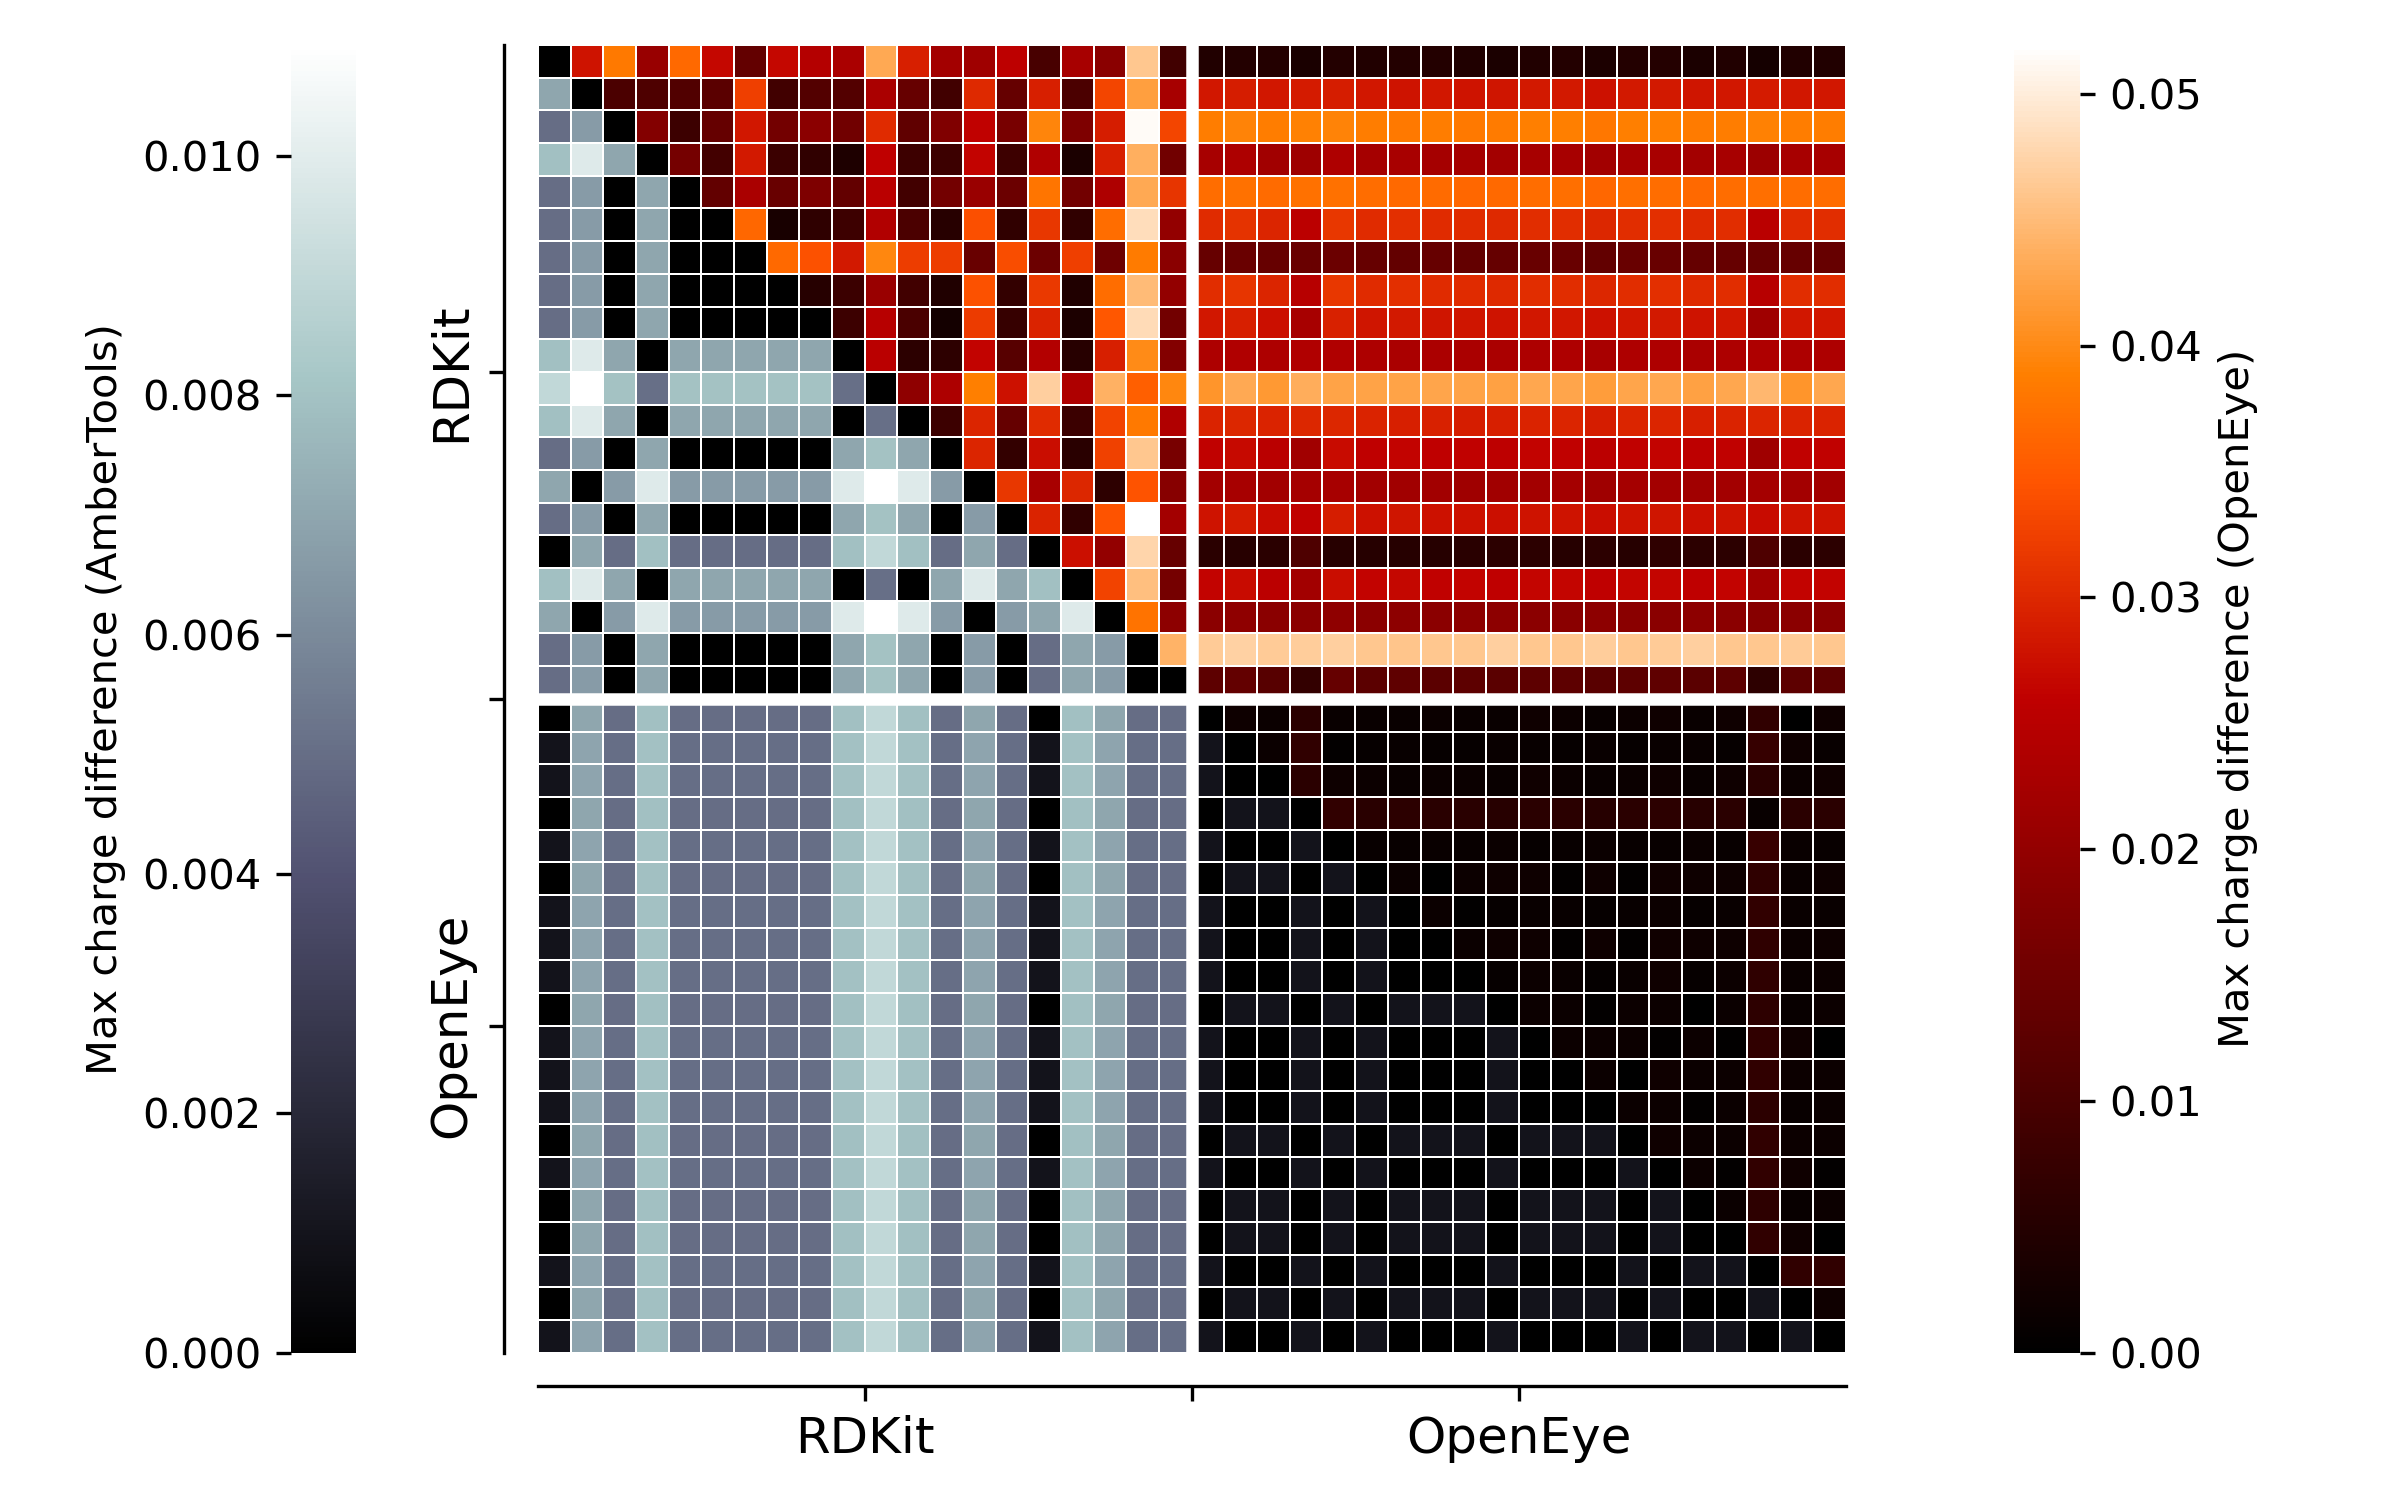 Max charge difference (AmberTools)
0.010
0.008
0.006
0.004
0.002
0.000
RDKit
OpenEye
RDKit
OpenEye
0.05
0.04
0.03
0.02
0.01
0.00
Max charge difference (OpenEye)